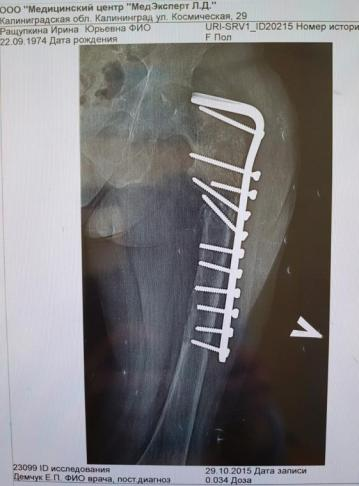 ООО "Медицинский центр "МедЭксперт Л.Д."
Калиниградская обл. Калининград ул. Космическая, 29
Ращупкина Ирина Юрьевна ФИО URI-SRV1_ID20215 Номер истори
22.09.1974 Дата рождения F Пол
V
23099 ID исследования 29.10.2015 Дата записи
Демчук Е.П. ФИО врача, пост.диагноз 0.034 Доза